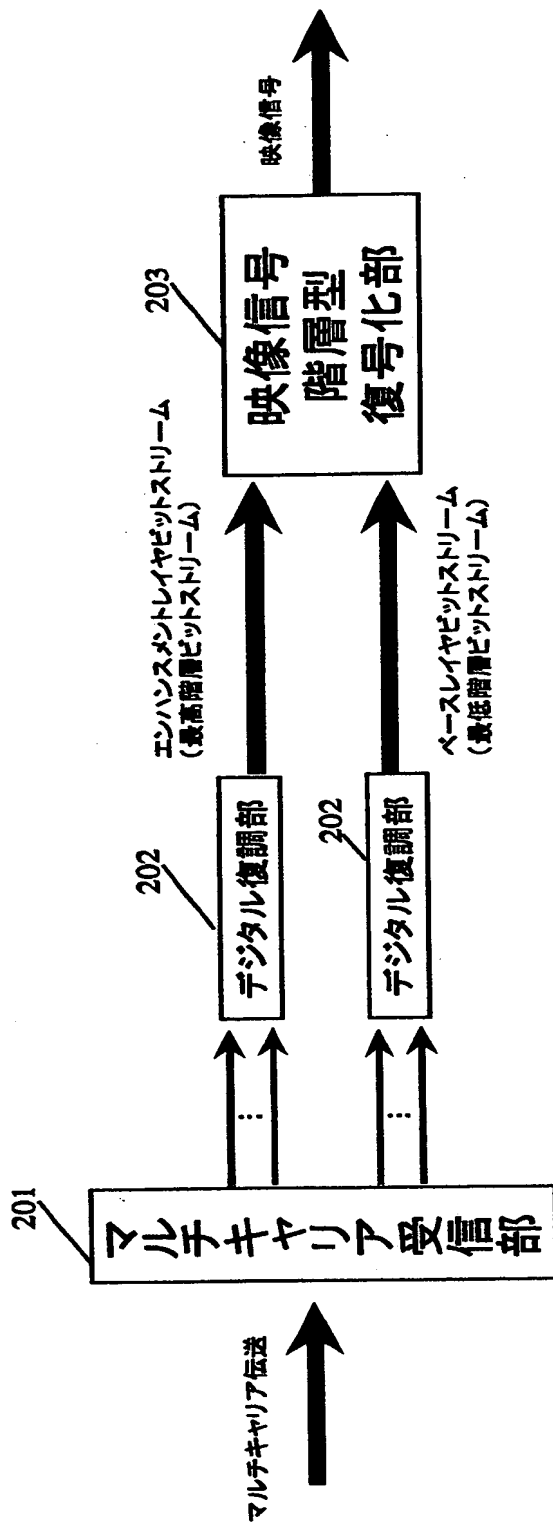 マルチキャリア伝送
201
マルチキャリア受信部
202
デジタル復調部
202
デジタル復調部
エンハンスメントレイヤビットストリーム
(最高階層ビットストリーム)
ベースレイヤビットストリーム
(最低階層ビットストリーム)
203
映像信号
階層型
復号化部
映像信号